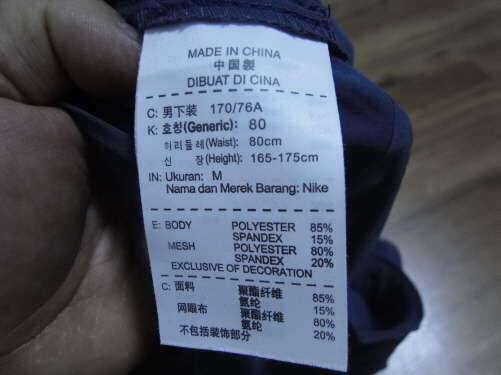 MADE IN CHINA
中國製
DIBUAT DI CINA
C: 男下装 170/76A
K: 호칭(Generic): 80
허리둘레(Waist): 80cm
신 장(Height): 165-175cm
IN: Ukuran: M
Nama dan Merek Barang: Nike
E: BODY POLYESTER 85%
SPANDEX 15%
MESH POLYESTER 80%
SPANDEX 20%
EXCLUSIVE OF DECORATION
C: 面料 聚酯纤维 85%
氨纶 15%
网眼布 聚酯纤维 80%
氨纶 20%
不包括装饰部分